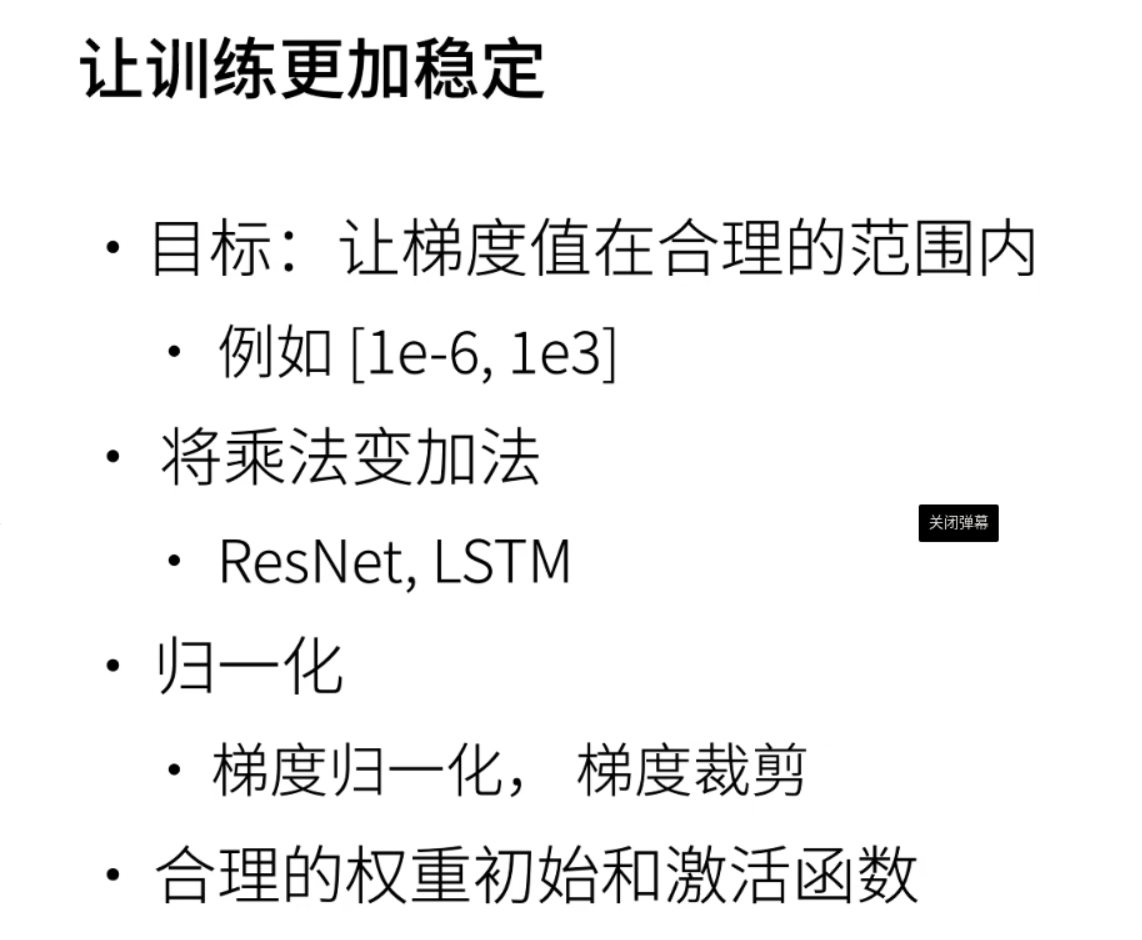 让训练更加稳定
• 目标：让梯度值在合理的范围内
• 例如 [1e-6, 1e3]
• 将乘法变加法
关闭弹幕
• ResNet, LSTM
• 归一化
• 梯度归一化， 梯度裁剪
• 合理的权重初始和激活函数